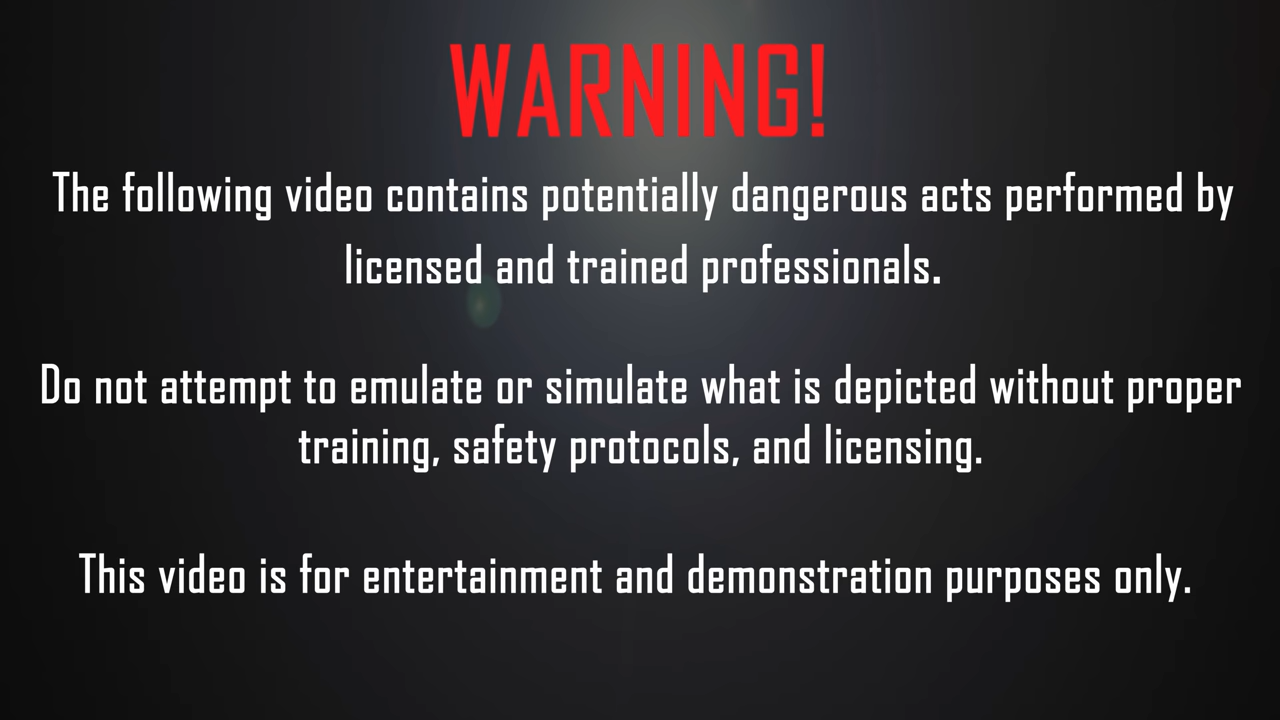 WARNING!
The following video contains potentially dangerous acts performed by
licensed and trained professionals.
Do not attempt to emulate or simulate what is depicted without proper
training, safety protocols, and licensing.
This video is for entertainment and demonstration purposes only.